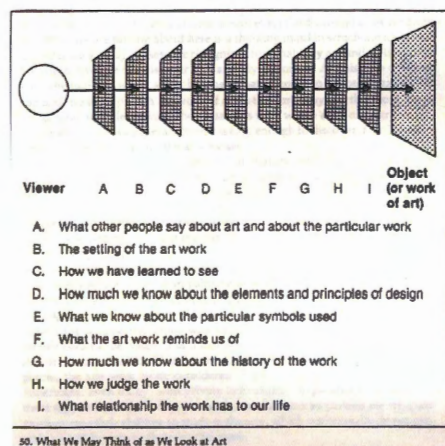 Object
Viewer A B C D E F G H I (or work
of art)
A. What other people say about art and about the particular work
B. The setting of the art work
C. How we have learned to see
D. How much we know about the elements and principles of design
E. What we know about the particular symbols used
F. What the art work reminds us of
G. How much we know about the history of the work
H. How we judge the work
I. What relationship the work has to our life
50. What We May Think of as We Look at Art